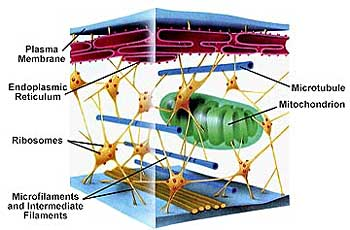 Plasma
Membrane
Endoplasmic
Reticulum
Ribosomes
Microfilaments
and Intermediate
Filaments
Microtubule
Mitochondrion